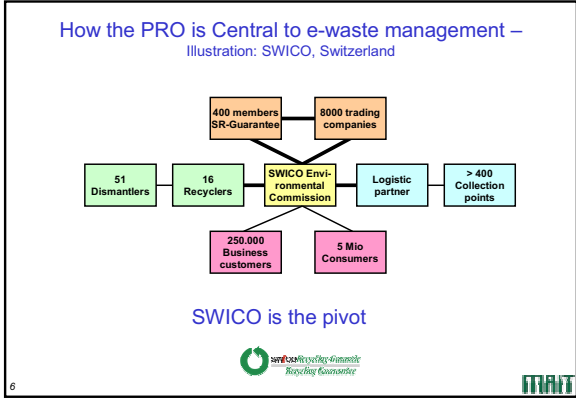 How the PRO is Central to e-waste management –
Illustration: SWICO, Switzerland
400 members
SR-Guarantee
8000 trading
companies
51
Dismantlers
16
Recyclers
SWICO Envi-
ronmental
Commission
Logistic
partner
> 400
Collection
points
250.000
Business
customers
5 Mio
Consumers
SWICO is the pivot
Recycling Guarantee
6
MAIT